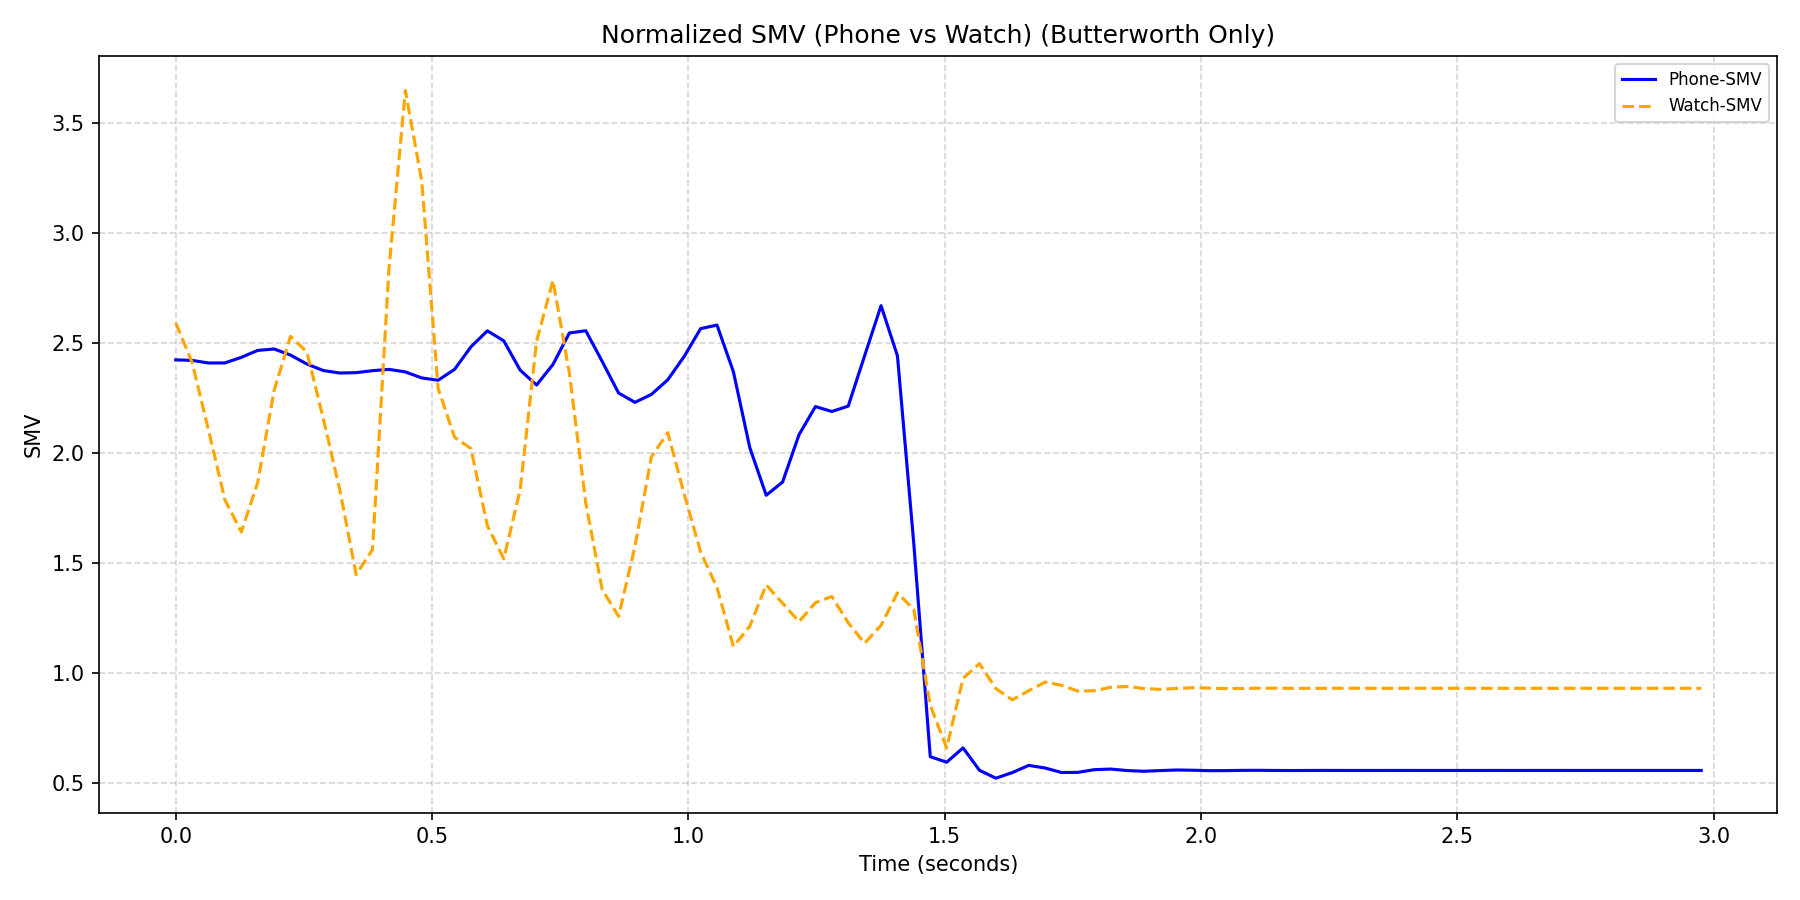 Normalized SMV (Phone vs Watch) (Butterworth Only)
Phone-SMV
Watch-SMV
SMV
3.5
3.0
2.5
2.0
1.5
1.0
0.5
0.0 0.5 1.0 1.5 2.0 2.5 3.0
Time (seconds)